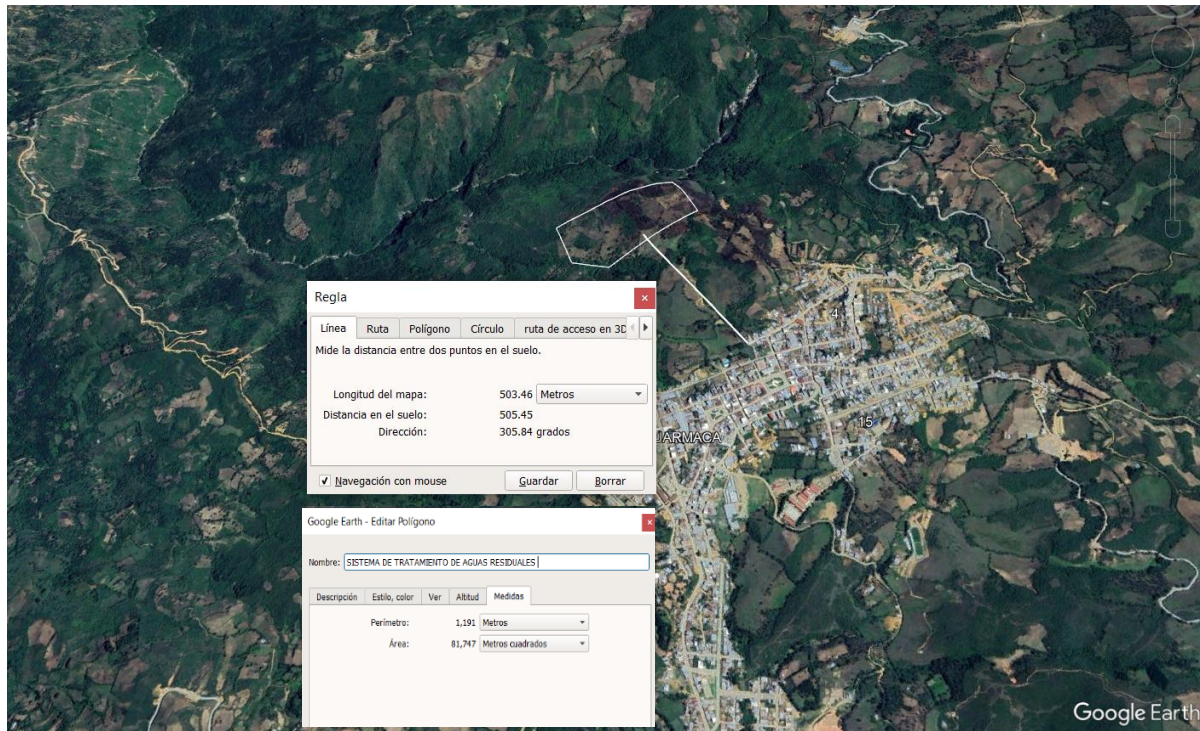 Regla
Línea Ruta Polígono Círculo ruta de acceso en 3D
Mide la distancia entre dos puntos en el suelo.
Longitud del mapa: 503.46 Metros
Distancia en el suelo: 505.45
Dirección: 305.84 grados
Navegación con mouse Guardar Borrar
4
15
UARMACA
Google Earth - Editar Polígono
Nombre: SISTEMA DE TRATAMIENTO DE AGUAS RESIDUALES
Descripción Estilo, color Ver Altitud Medidas
Perímetro: 1,191 Metros
Área: 81,747 Metros cuadrados
Google Earth